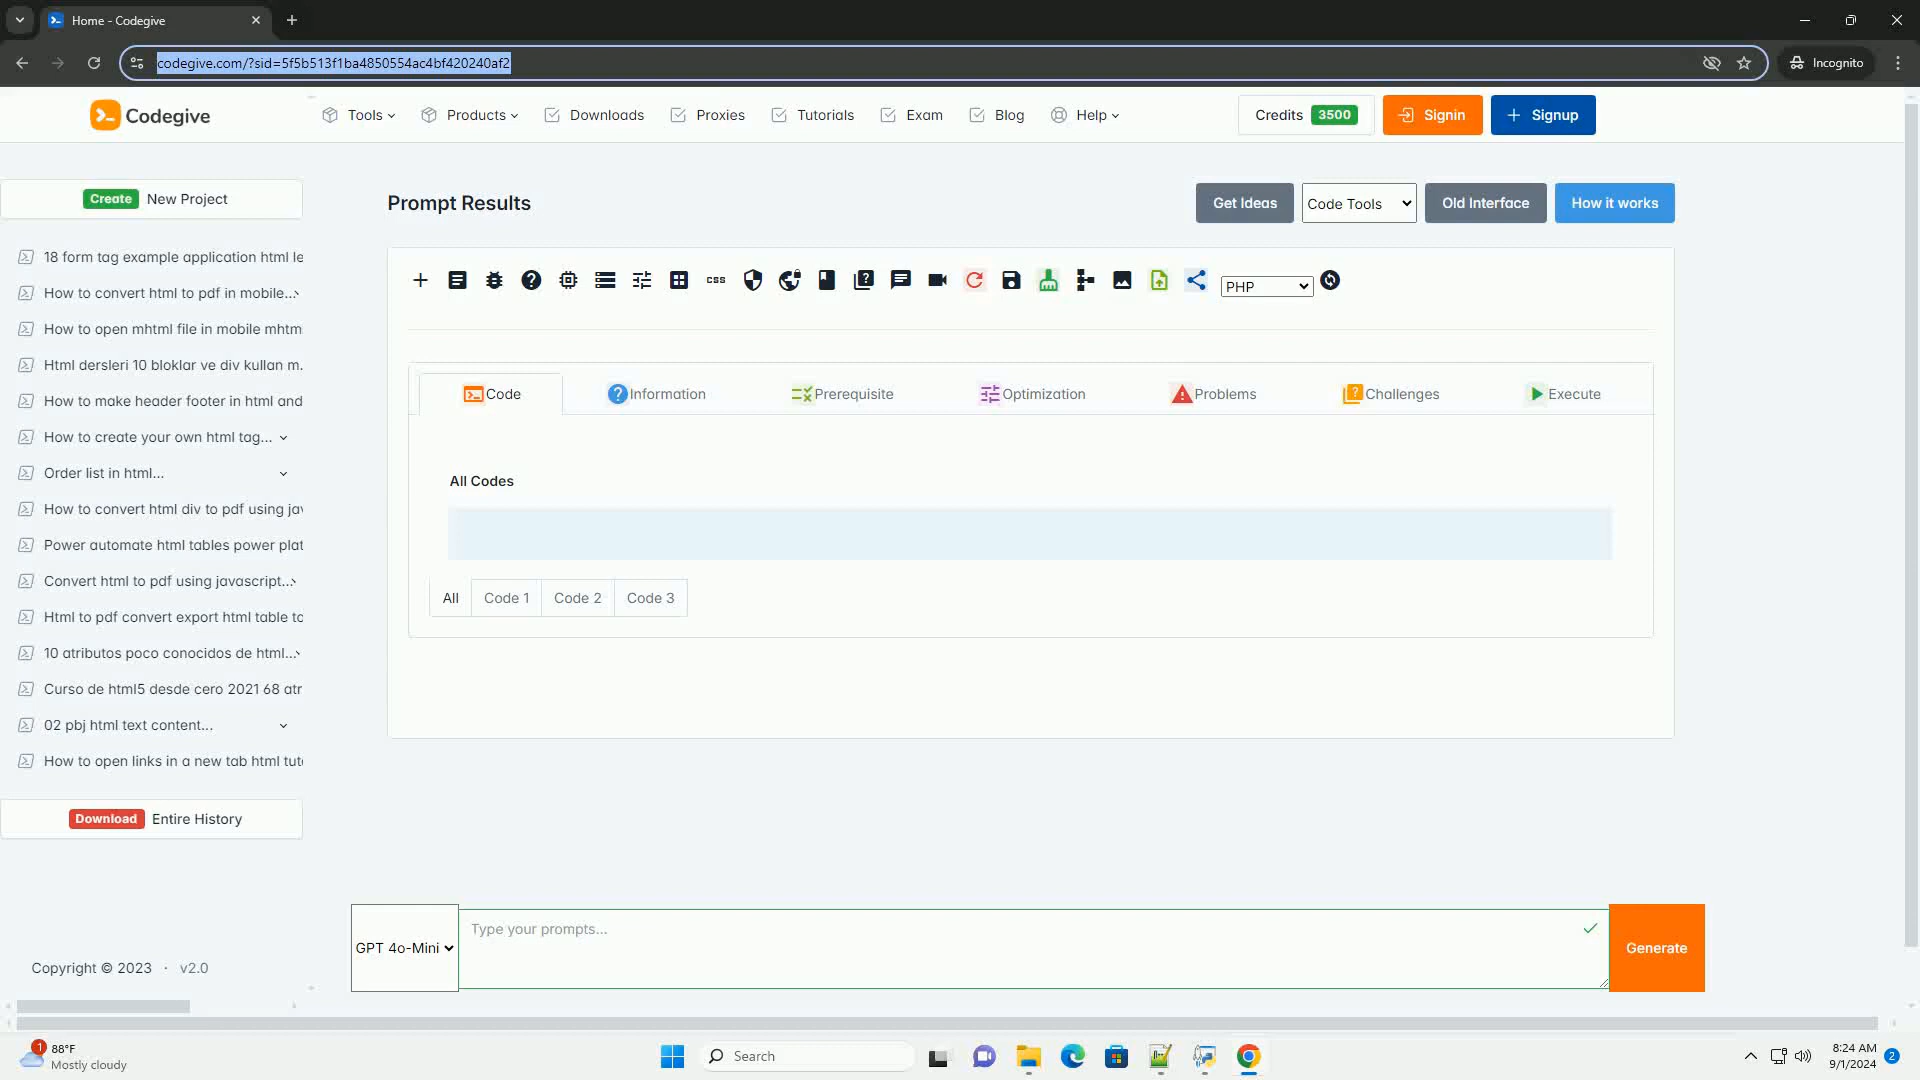 Home - Codegive
codegive.com/?sid=5f5b513f1ba4850554ac4bf420240af2
Incognito
Codegive
Tools
Products
Downloads
Proxies
Tutorials
Exam
Blog
Help
Credits 3500
Signin
Signup
Create New Project
18 form tag example application html le
How to convert html to pdf in mobile...
How to open mhtml file in mobile mhtm
Html dersleri 10 bloklar ve div kullan m.
How to make header footer in html and
How to create your own html tag...
Order list in html...
How to convert html div to pdf using jav
Power automate html tables power plat
Convert html to pdf using javascript...
Html to pdf convert export html table to
10 atributos poco conocidos de html...
Curso de html5 desde cero 2021 68 atr
02 pbj html text content...
How to open links in a new tab html tut
Download Entire History
Copyright © 2023 · v2.0
Prompt Results
Get Ideas
Code Tools
Old Interface
How it works
CSS
PHP
Code
Information
Prerequisite
Optimization
Problems
Challenges
Execute
All Codes
All
Code 1
Code 2
Code 3
GPT 4o-Mini
Type your prompts...
Generate
1
88°F
Mostly cloudy
Search
8:24 AM
9/1/2024
2